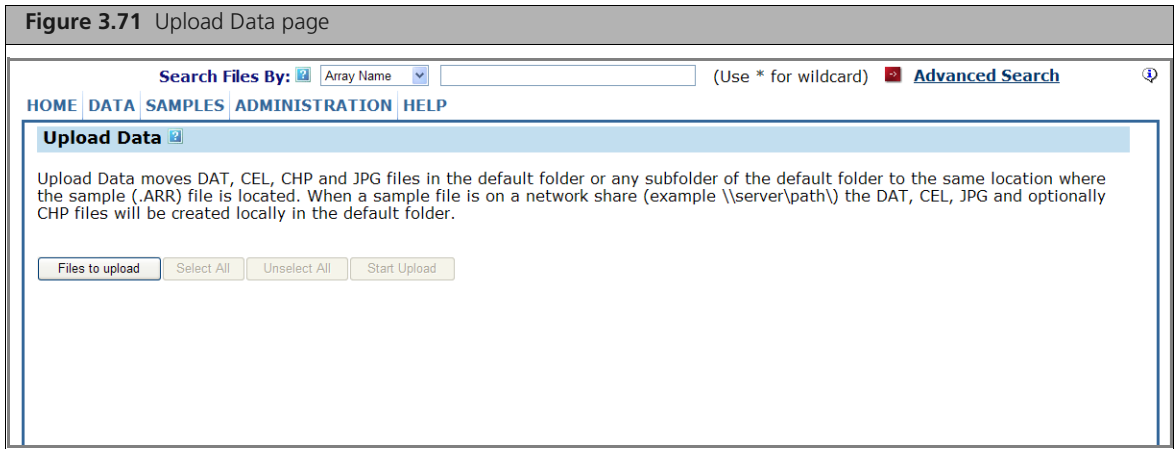 Figure 3.71 Upload Data page
Search Files By: Array Name (Use * for wildcard) Advanced Search
HOME DATA SAMPLES ADMINISTRATION HELP
Upload Data
Upload Data moves DAT, CEL, CHP and JPG files in the default folder or any subfolder of the default folder to the same location where
the sample (.ARR) file is located. When a sample file is on a network share (example \\server\path\) the DAT, CEL, JPG and optionally
CHP files will be created locally in the default folder.
Files to upload Select All Unselect All Start Upload